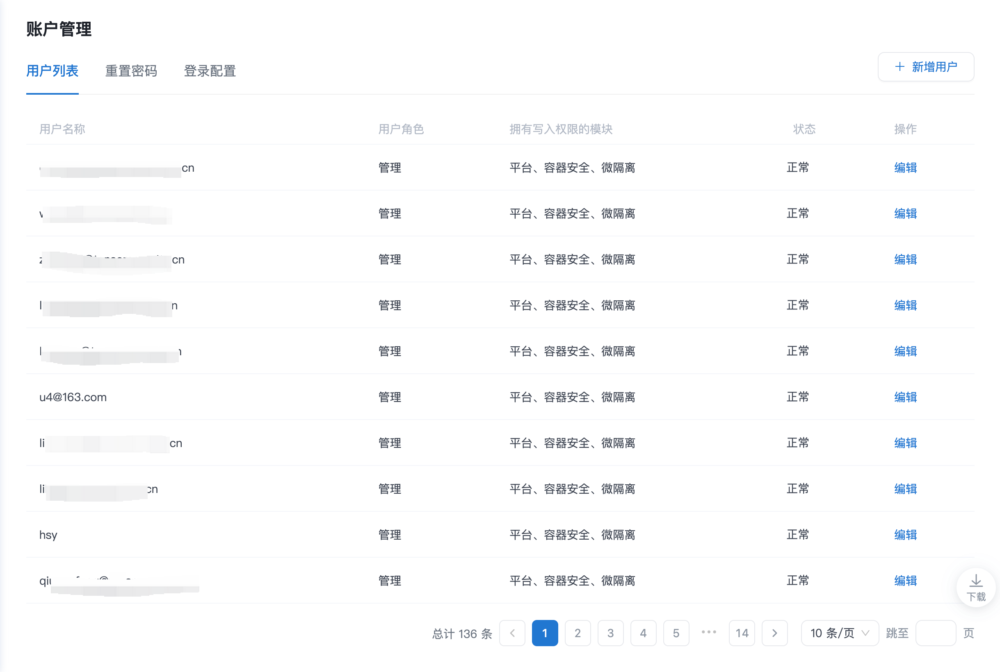 账户管理
用户列表 重置密码 登录配置 + 新增用户
用户名称 用户角色 拥有写入权限的模块 状态 操作
cn 管理 平台、容器安全、微隔离 正常 编辑
管理 平台、容器安全、微隔离 正常 编辑
cn 管理 平台、容器安全、微隔离 正常 编辑
管理 平台、容器安全、微隔离 正常 编辑
管理 平台、容器安全、微隔离 正常 编辑
u4@163.com 管理 平台、容器安全、微隔离 正常 编辑
li cn 管理 平台、容器安全、微隔离 正常 编辑
cn 管理 平台、容器安全、微隔离 正常 编辑
hsy 管理 平台、容器安全、微隔离 正常 编辑
管理 平台、容器安全、微隔离 正常 编辑
下载
总计 136 条 < 1 2 3 4 5 ••• 14 > 10 条/页 跳至 页